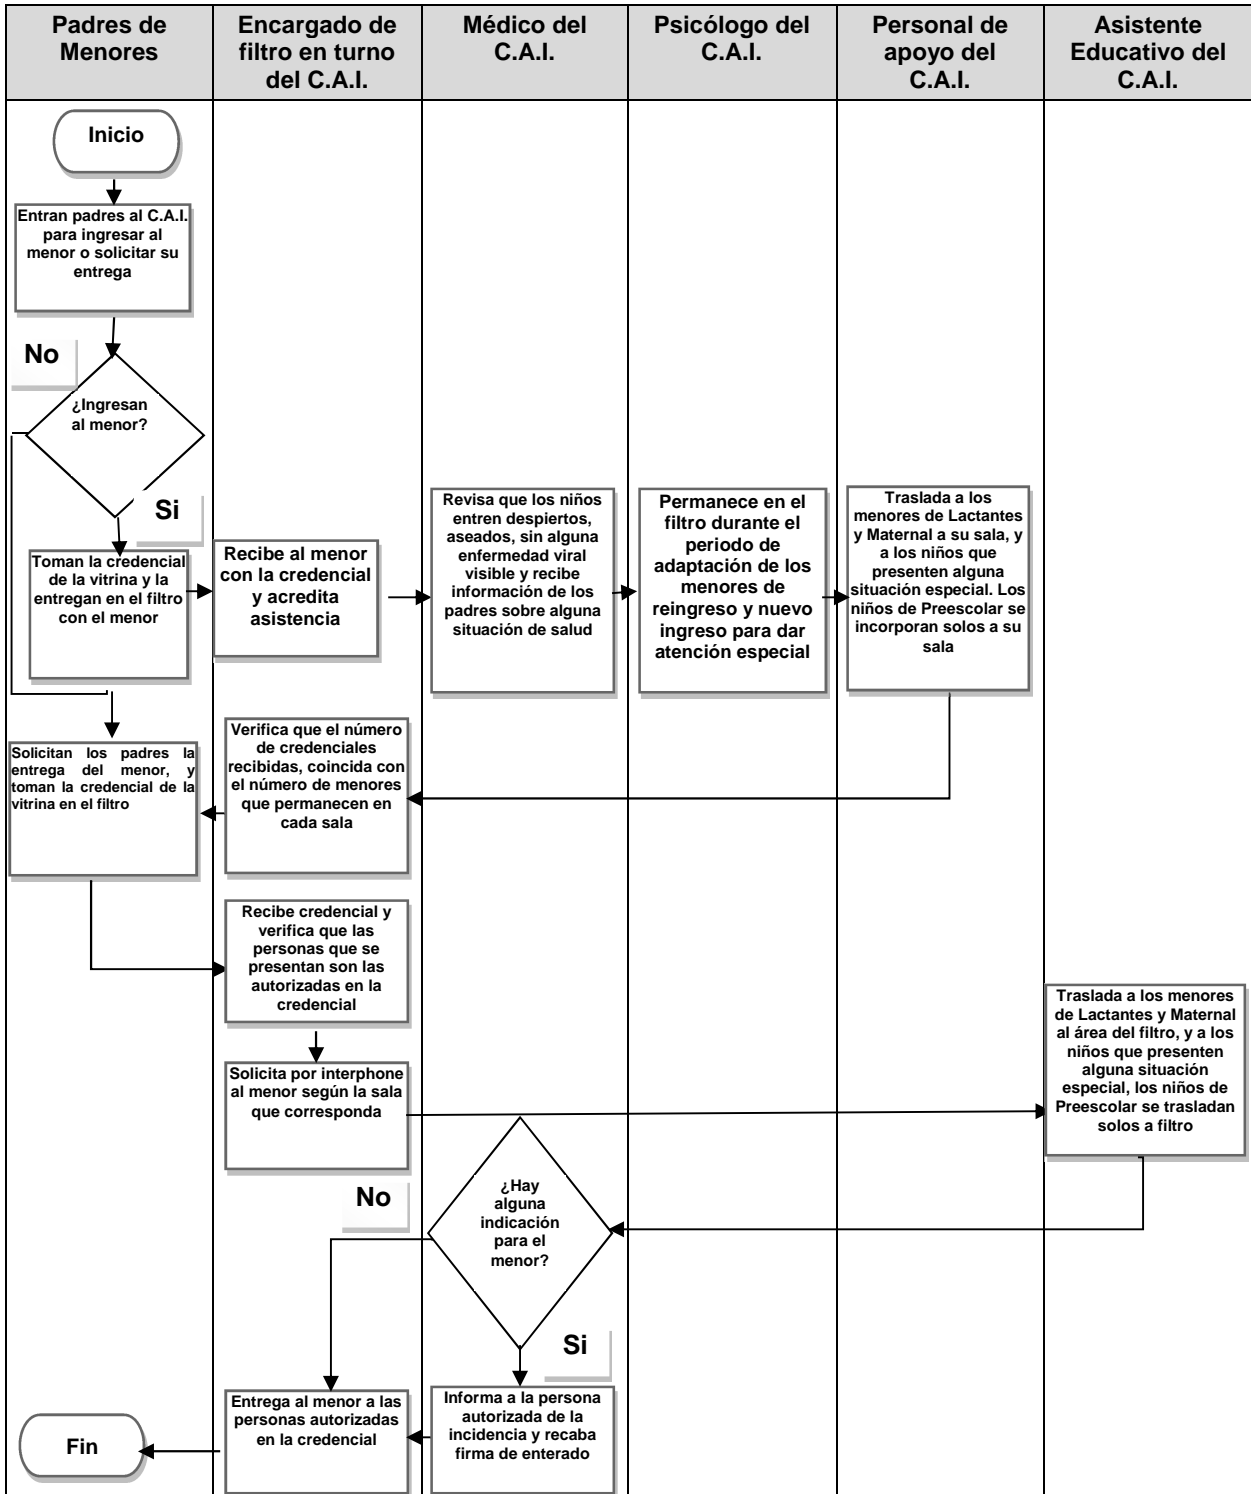 Padres de
Menores
Encargado de
filtro en turno
del C.A.I.
Médico del
C.A.I.
Psicólogo del
C.A.I.
Personal de
apoyo del
C.A.I.
Asistente
Educativo del
C.A.I.
Inicio
Entran padres al C.A.I.
para ingresar al
menor o solicitar su
entrega
No
¿Ingresan
al menor?
Si
Toman la credencial
de la vitrina y la
entregan en el filtro
con el menor
Recibe al menor
con la credencial
y acredita
asistencia
Revisa que los niños
entren despiertos,
aseados, sin alguna
enfermedad viral
visible y recibe
información de los
padres sobre alguna
situación de salud
Permanece en el
filtro durante el
periodo de
adaptación de los
menores de
reingreso y nuevo
ingreso para dar
atención especial
Traslada a los
menores de Lactantes
y Maternal a su sala, y
a los niños que
presenten alguna
situación especial. Los
niños de Preescolar se
incorporan solos a su
sala
Verifica que el número
de credenciales
recibidas, coincida con
el número de menores
que permanecen en
cada sala
Solicitan los padres la
entrega del menor, y
toman la credencial de la
vitrina en el filtro
Recibe credencial y
verifica que las
personas que se
presentan son las
autorizadas en la
credencial
Solicita por interphone
al menor según la sala
que corresponda
Traslada a los menores
de Lactantes y Maternal
al área del filtro, y a los
niños que presenten
alguna situación
especial, los niños de
Preescolar se trasladan
solos a filtro
No
¿Hay
alguna
indicación
para el
menor?
Si
Informa a la persona
autorizada de la
incidencia y recaba
firma de enterado
Entrega al menor a las
personas autorizadas
en la credencial
Fin